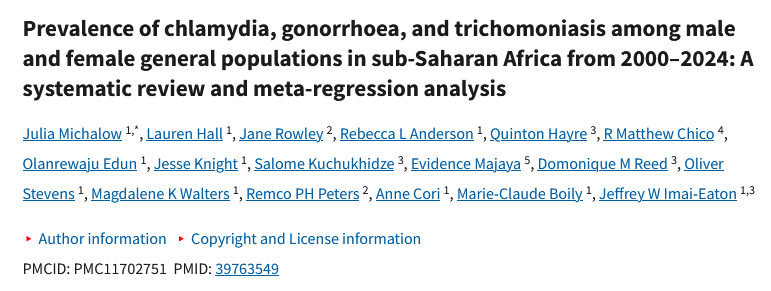 Prevalence of chlamydia, gonorrhoea, and trichomoniasis among male
and female general populations in sub-Saharan Africa from 2000–2024: A
systematic review and meta-regression analysis
Julia Michalow 1,*, Lauren Hall 1, Jane Rowley 2, Rebecca L Anderson 1, Quinton Hayre 3, R Matthew Chico 4,
Olanrewaju Edun 1, Jesse Knight 1, Salome Kuchukhidze 3, Evidence Majaya 5, Domonique M Reed 3, Oliver
Stevens 1, Magdalene K Walters 1, Remco PH Peters 2, Anne Cori 1, Marie-Claude Boily 1, Jeffrey W Imai-Eaton 1,3
▸ Author information ▸ Copyright and License information
PMCID: PMC11702751 PMID: 39763549